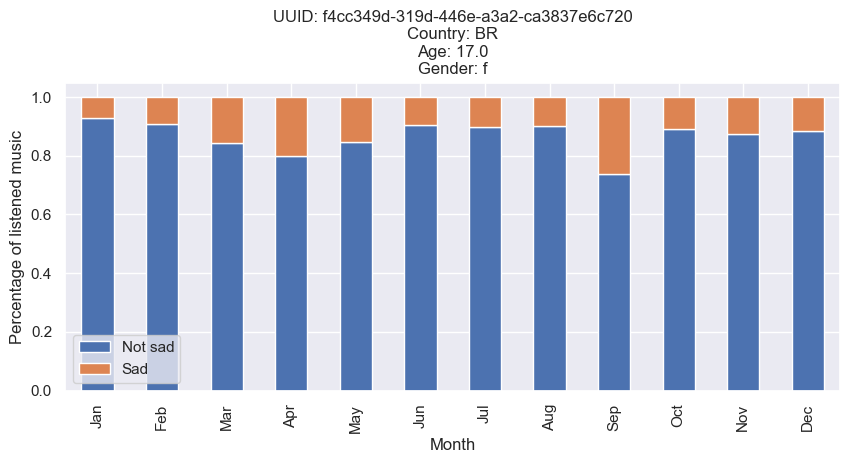 UUID: f4cc349d-319d-446e-a3a2-ca3837e6c720
Country: BR
Age: 17.0
Gender: f
Percentage of listened music
1.0
0.8
0.6
0.4
0.2
0.0
Not sad
Sad
Jan
Feb
Mar
Apr
May
Jun
Jul
Aug
Sep
Oct
Nov
Dec
Month